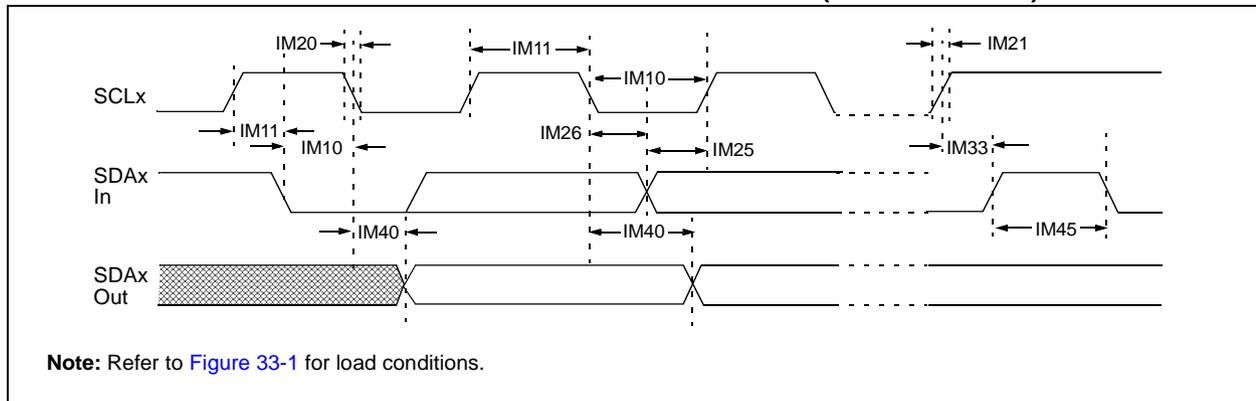 IM20
IM11
IM21
IM10
SCLx
IM11
IM26
IM10
IM25
IM33
SDAx
In
IM40
IM40
IM45
SDAx
Out
Note: Refer to Figure 33-1 for load conditions.